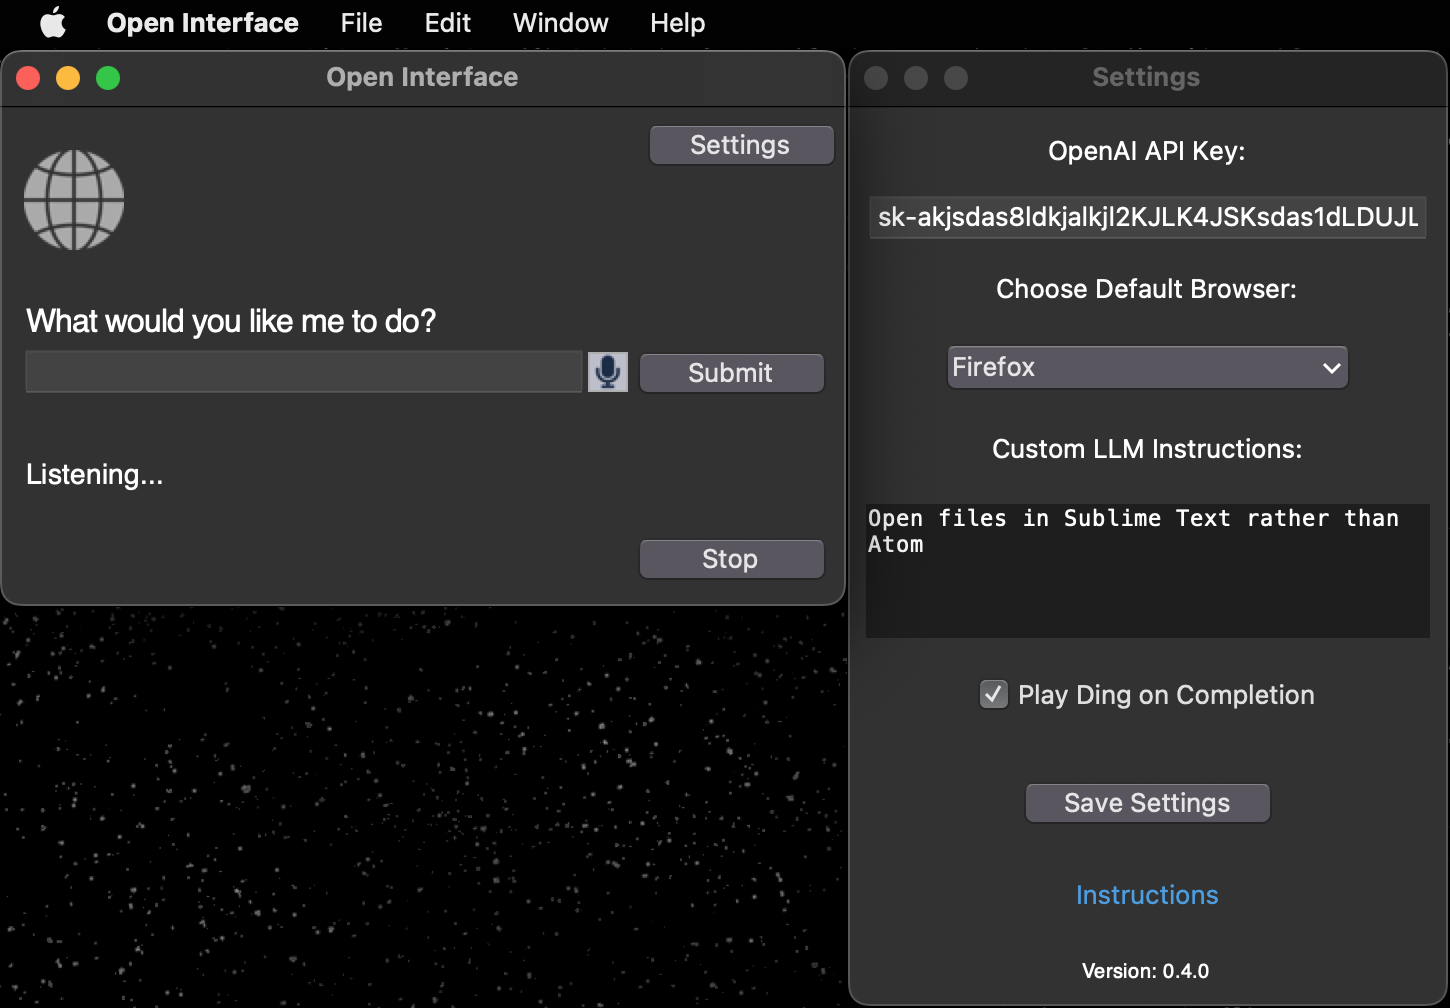 Open Interface File Edit Window Help
Open Interface
Settings
What would you like me to do?
Submit
Listening...
Stop
Settings
OpenAI API Key:
sk-akjsdas8ldkjalkjl2KJLK4JSKsdas1dLDUJL
Choose Default Browser:
Firefox
Custom LLM Instructions:
Open files in Sublime Text rather than
Atom
Play Ding on Completion
Save Settings
Instructions
Version: 0.4.0